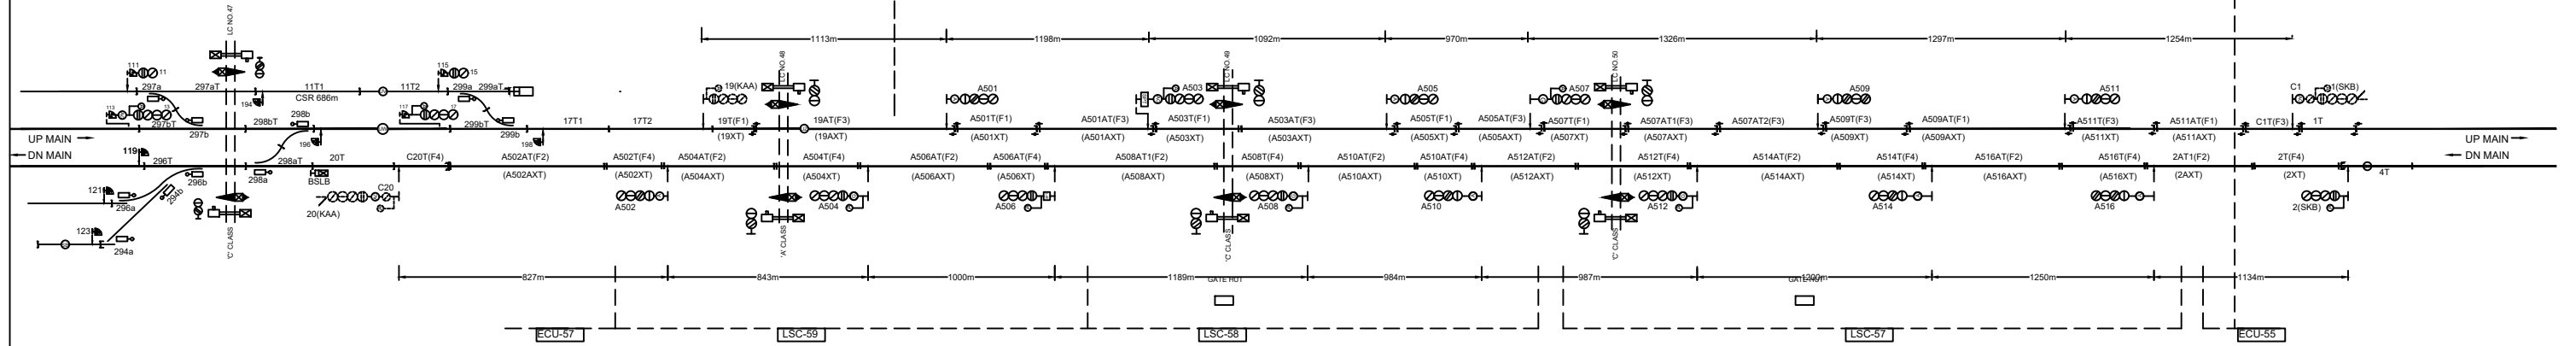 LC NO.47
LC NO.48
LC NO.49
LC NO.50
1113m
1198m
1092m
970m
1326m
1297m
1254m
111
11
115
15
297a
297aT
11T1
11T2
299a
299aT
CSR 686m
194
113
13
117
17
297bT
297b
298bT
298b
299bT
299b
196
198
17T1
17T2
19(KAA)
A501
A503
A505
A507
A509
A511
C1
1(SKB)
19T(F1)
19AT(F3)
A501T(F1)
A501AT(F3)
A503T(F1)
A503AT(F3)
A505T(F1)
A505AT(F3)
A507T(F1)
A507AT1(F3)
A507AT2(F3)
A509T(F3)
A509AT(F1)
A511T(F3)
A511AT(F1)
C1T(F3)
1T
(19XT)
(19AXT)
(A501XT)
(A501AXT)
(A503XT)
(A503AXT)
(A505XT)
(A505AXT)
(A507XT)
(A507AXT)
(A509XT)
(A509AXT)
(A511XT)
(A511AXT)
UP MAIN
DN MAIN
UP MAIN
DN MAIN
119
296T
298aT
20T
C20T(F4)
A502AT(F2)
A502T(F4)
A504AT(F2)
A504T(F4)
A506AT(F2)
A506AT(F4)
A508AT1(F2)
A508T(F4)
A510AT(F2)
A510AT(F4)
A512AT(F2)
A512T(F4)
A514AT(F2)
A514T(F4)
A516AT(F2)
A516T(F4)
2AT1(F2)
2T(F4)
4T
(A502AXT)
(A502XT)
(A504AXT)
(A504XT)
(A506AXT)
(A506XT)
(A508AXT)
(A508XT)
(A510AXT)
(A510XT)
(A512AXT)
(A512XT)
(A514AXT)
(A514XT)
(A516AXT)
(A516XT)
(2AXT)
(2XT)
296b
298a
BSLB
121
296a
294b
C20
20(KAA)
A502
A504
A506
A508
A510
A512
A514
A516
2(SKB)
123
294a
'C' CLASS
'A' CLASS
'C' CLASS
'C' CLASS
827m
843m
1000m
1189m
984m
987m
1200m
1250m
1134m
GATE HUT
GATE HUT
ECU-57
LSC-59
LSC-58
LSC-57
ECU-55